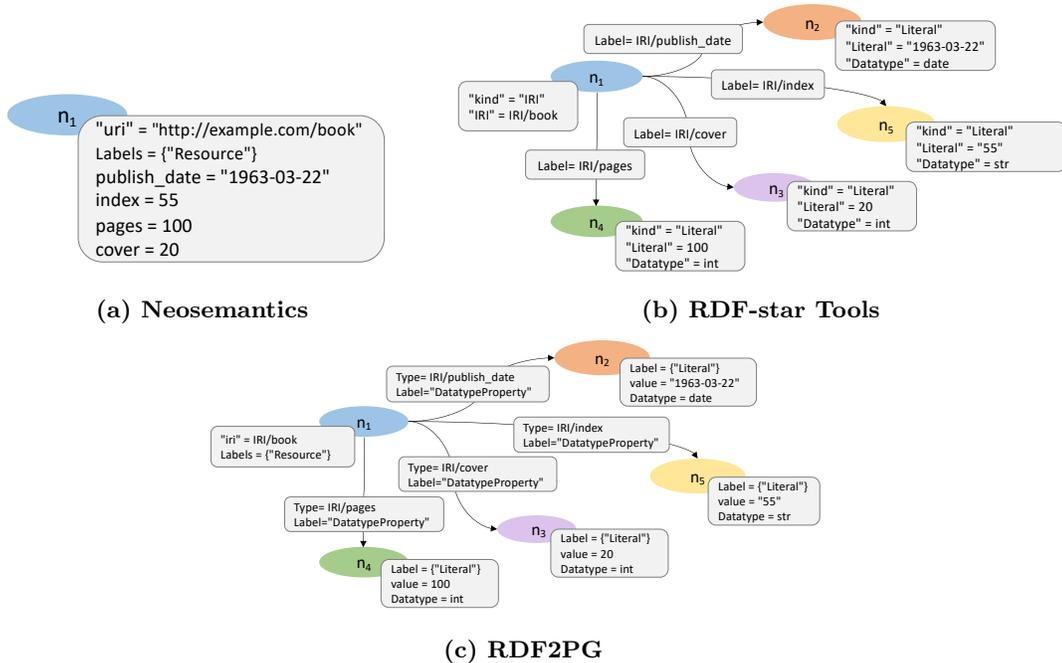 n1
"uri" = "http://example.com/book"
Labels = {"Resource"}
publish_date = "1963-03-22"
index = 55
pages = 100
cover = 20
(a) Neosemantics
n2
"kind" = "Literal"
"Literal" = "1963-03-22"
"Datatype" = date
Label= IRI/publish_date
n1
"kind" = "IRI"
"IRI" = IRI/book
Label= IRI/index
n5
"kind" = "Literal"
"Literal" = "55"
"Datatype" = str
Label= IRI/cover
Label= IRI/pages
n3
"kind" = "Literal"
"Literal" = 20
"Datatype" = int
n4
"kind" = "Literal"
"Literal" = 100
"Datatype" = int
(b) RDF-star Tools
n2
Label = {"Literal"}
value = "1963-03-22"
Datatype = date
Type= IRI/publish_date
Label="DatatypeProperty"
n1
"iri" = IRI/book
Labels = {"Resource"}
Type= IRI/index
Label="DatatypeProperty"
Type= IRI/cover
Label="DatatypeProperty"
n5
Label = {"Literal"}
value = "55"
Datatype = str
Type= IRI/pages
Label="DatatypeProperty"
n3
Label = {"Literal"}
value = 20
Datatype = int
n4
Label = {"Literal"}
value = 100
Datatype = int
(c) RDF2PG